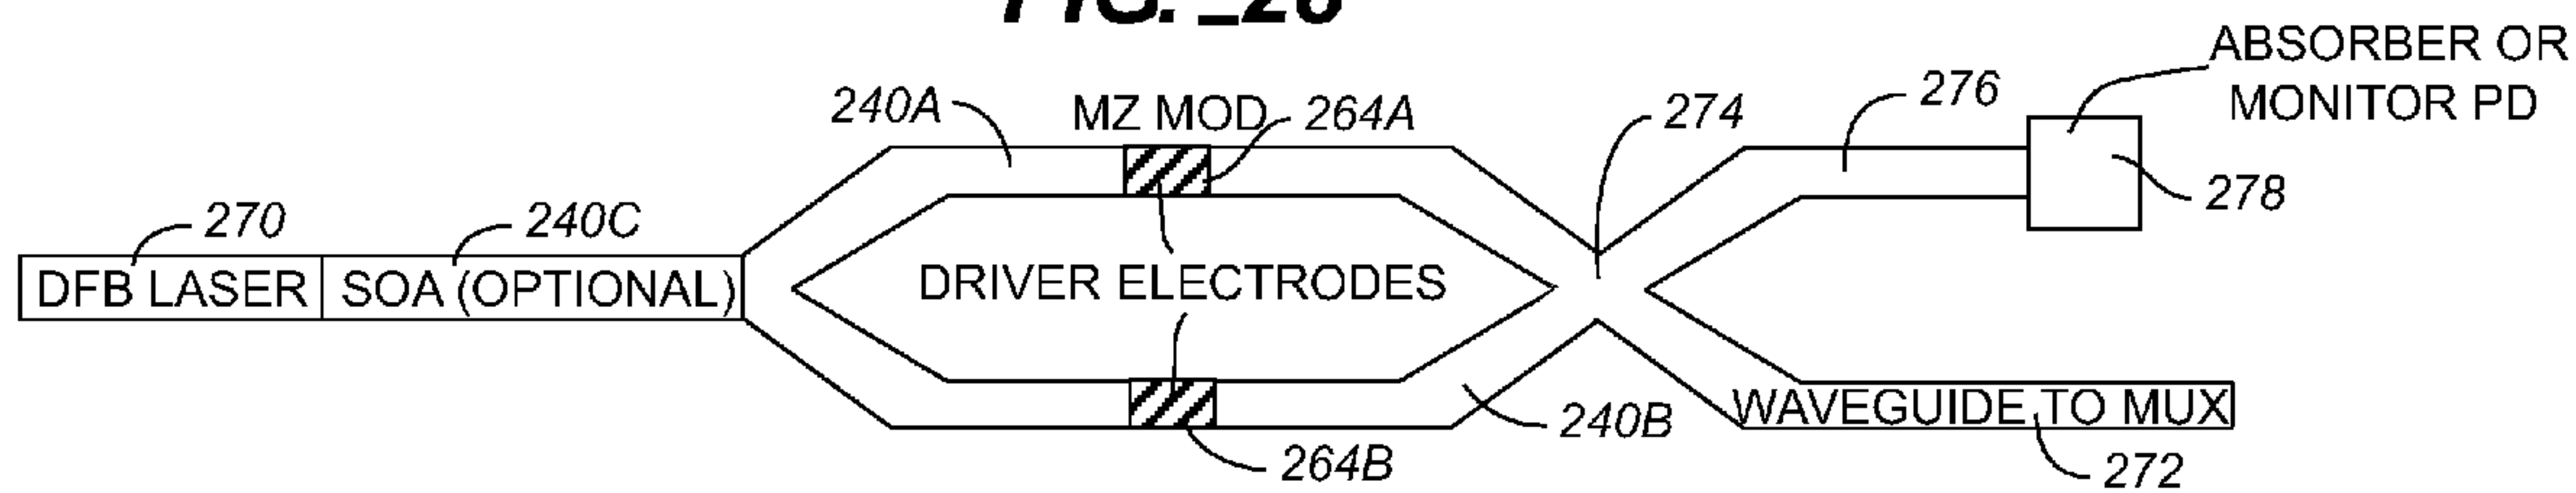 ABSORBER OR
MONITOR PD
240A
MZ MOD
264A
274
276
278
270
240C
DFB LASER
SOA (OPTIONAL)
DRIVER ELECTRODES
WAVEGUIDE TO MUX
240B
264B
272